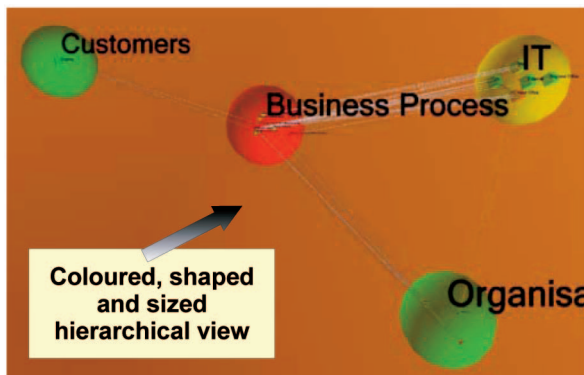 Customers
IT
Business Process
Coloured, shaped
and sized
hierarchical view
Organisa